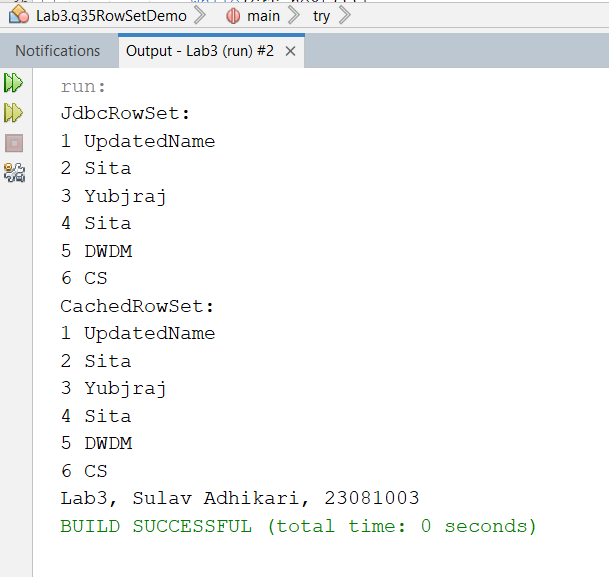 Lab3.q35RowSetDemo main try
Notifications Output - Lab3 (run) #2 ×
run:
JdbcRowSet:
1 UpdatedName
2 Sita
3 Yubjraj
4 Sita
5 DWDM
6 CS
CachedRowSet:
1 UpdatedName
2 Sita
3 Yubjraj
4 Sita
5 DWDM
6 CS
Lab3, Sulav Adhikari, 23081003
BUILD SUCCESSFUL (total time: 0 seconds)